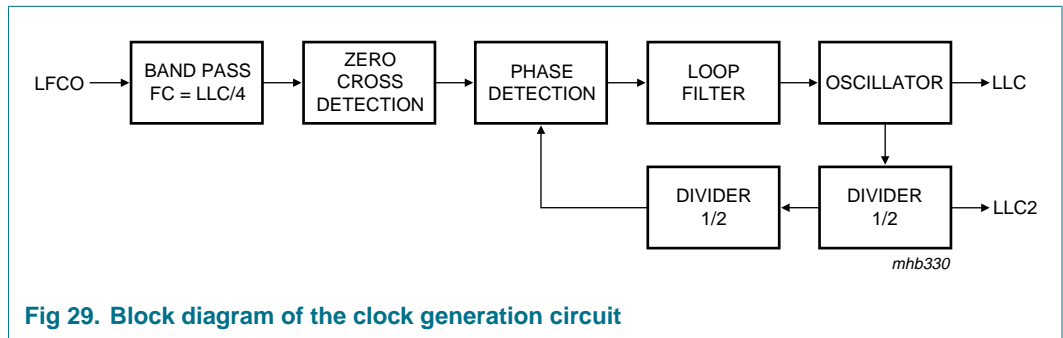 LFCO
BAND PASS
FC = LLC/4
ZERO
CROSS
DETECTION
PHASE
DETECTION
LOOP
FILTER
OSCILLATOR
LLC
DIVIDER
1/2
DIVIDER
1/2
LLC2
mhb330
Fig 29. Block diagram of the clock generation circuit